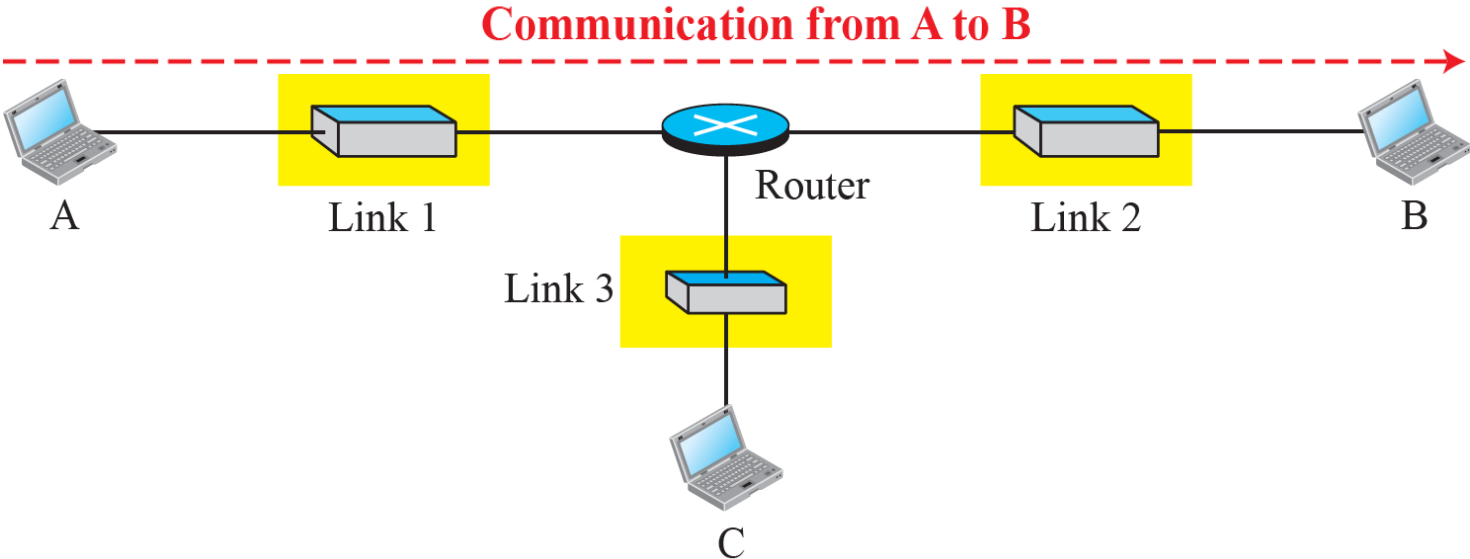 Communication from A to B
Router
A
Link 1
Link 2
B
Link 3
C